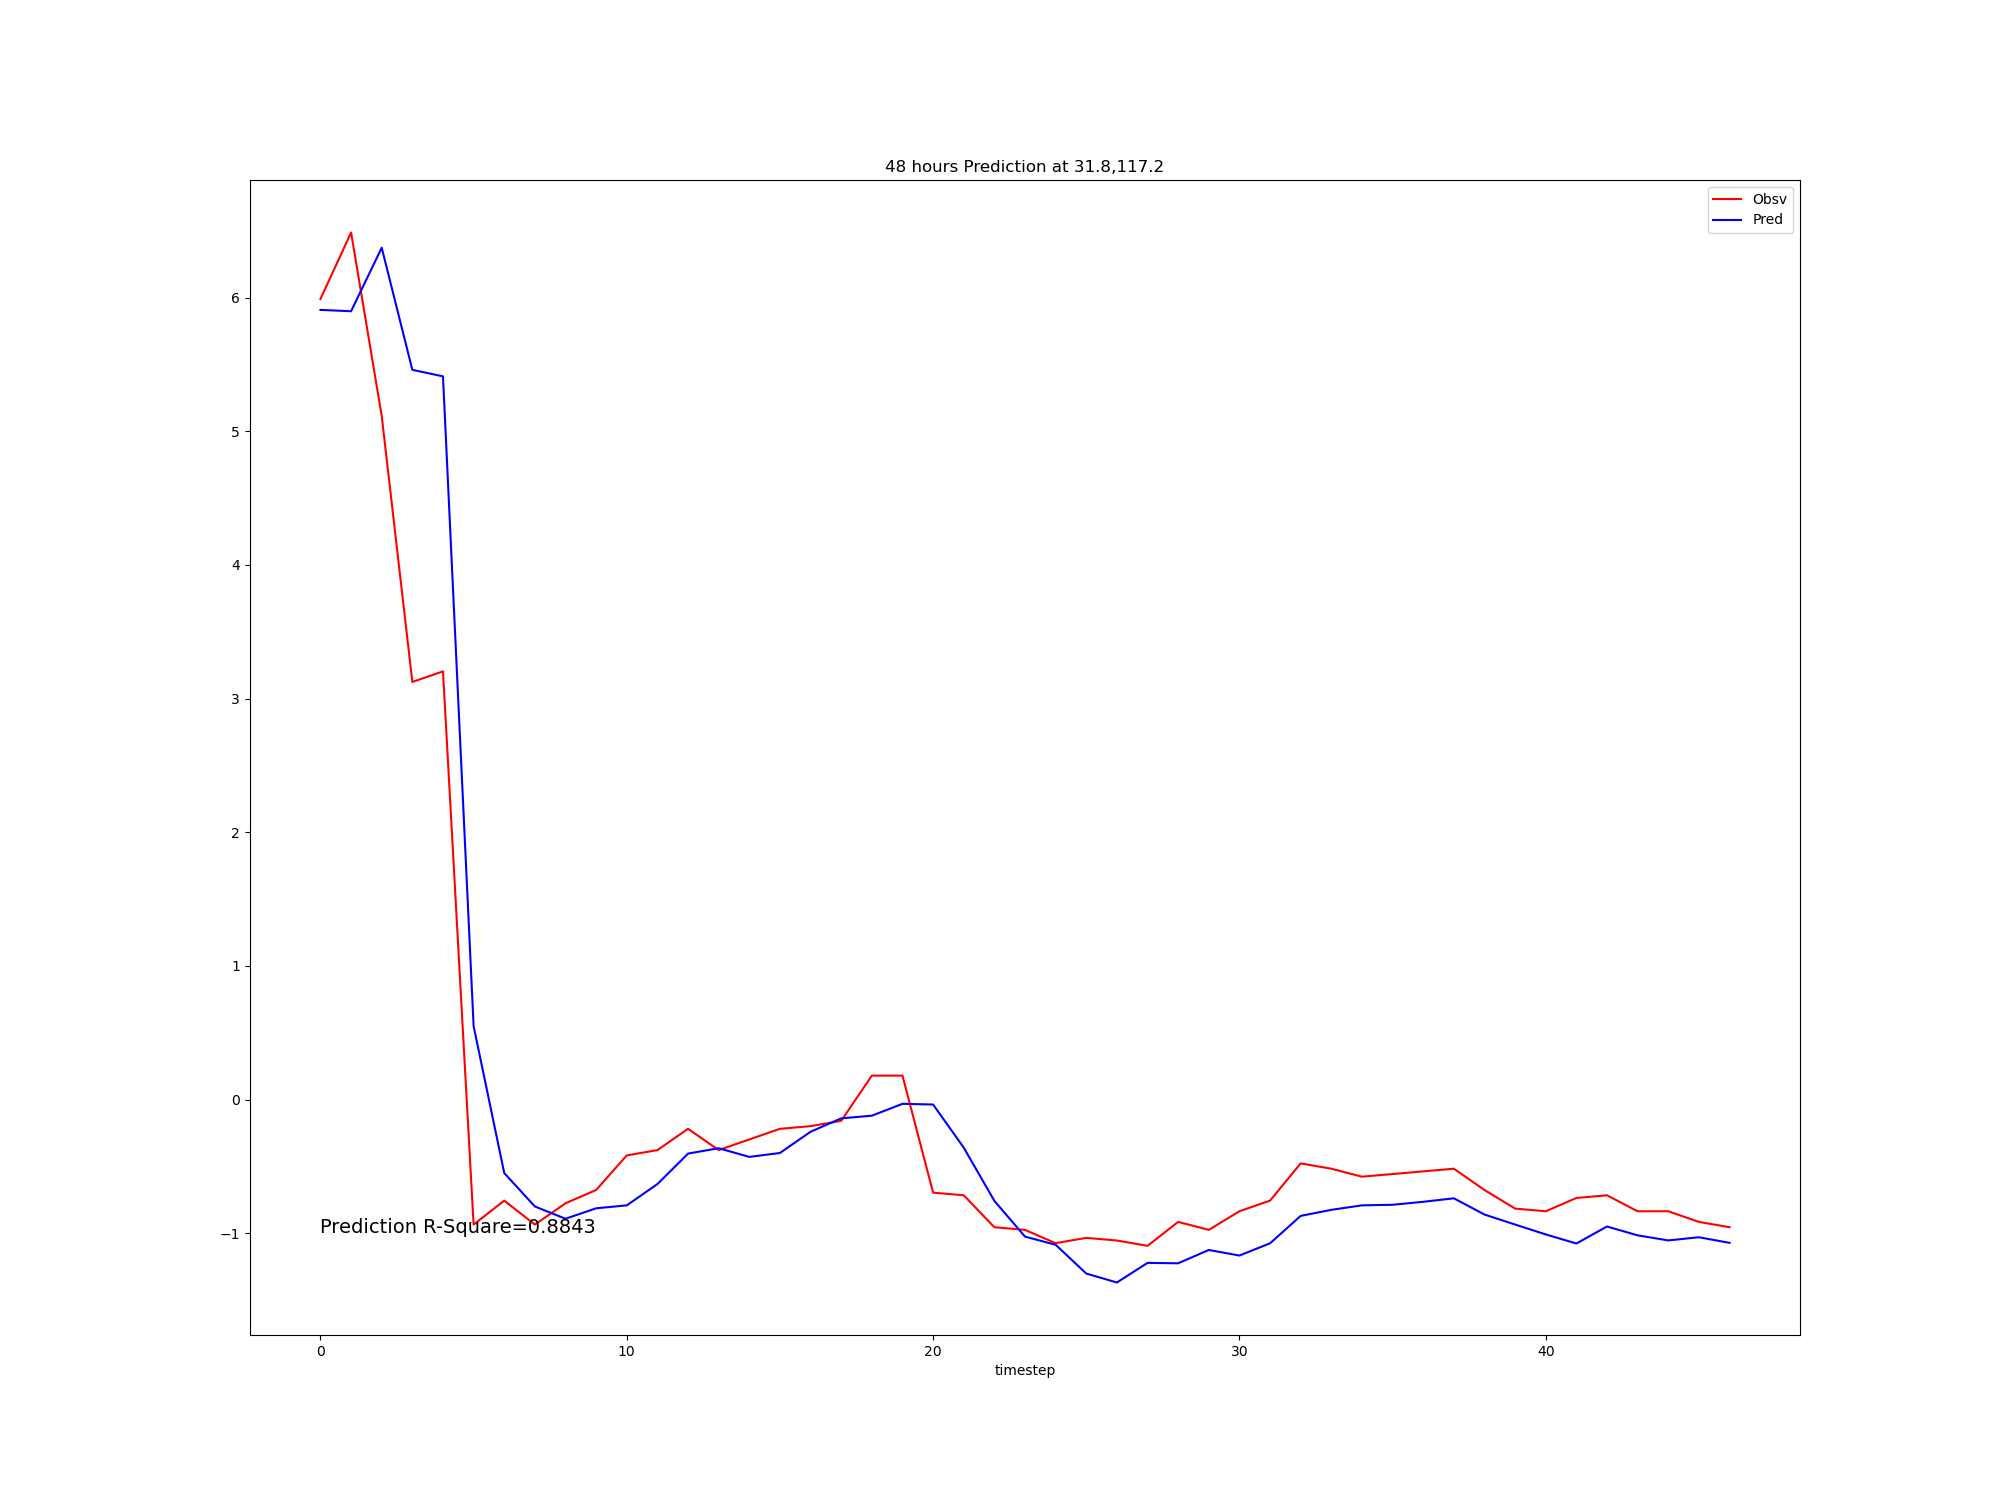 48 hours Prediction at 31.8,117.2
Obsv
Pred
6
5
4
3
2
1
0
−1
Prediction R-Square=0.8843
0 10 20 30 40
timestep